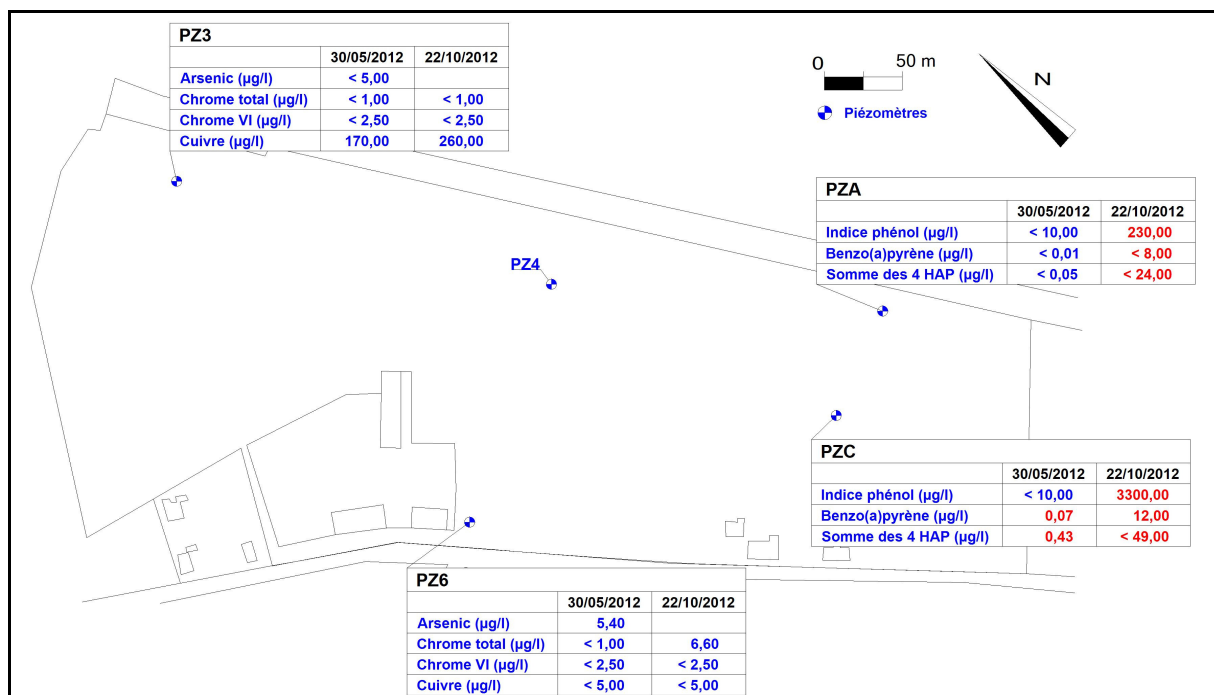 PZ3
30/05/2012 22/10/2012
Arsenic (µg/l) < 5,00
Chrome total (µg/l) < 1,00 < 1,00
Chrome VI (µg/l) < 2,50 < 2,50
Cuivre (µg/l) 170,00 260,00
0 50 m
N
Piézomètres
PZA
30/05/2012 22/10/2012
Indice phénol (µg/l) < 10,00 230,00
Benzo(a)pyrène (µg/l) < 0,01 < 8,00
Somme des 4 HAP (µg/l) < 0,05 < 24,00
PZ4
PZC
30/05/2012 22/10/2012
Indice phénol (µg/l) < 10,00 3300,00
Benzo(a)pyrène (µg/l) 0,07 12,00
Somme des 4 HAP (µg/l) 0,43 < 49,00
PZ6
30/05/2012 22/10/2012
Arsenic (µg/l) 5,40
Chrome total (µg/l) < 1,00 6,60
Chrome VI (µg/l) < 2,50 < 2,50
Cuivre (µg/l) < 5,00 < 5,00